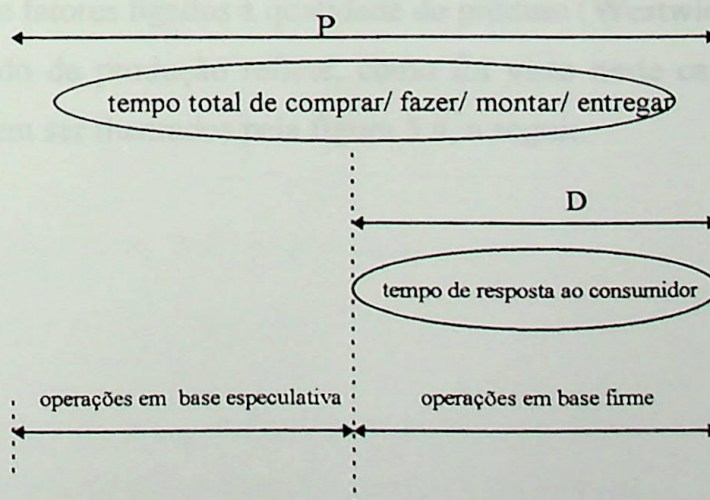 P
tempo total de comprar/ fazer/ montar/ entregar
D
tempo de resposta ao consumidor
operações em base especulativa
operações em base firme